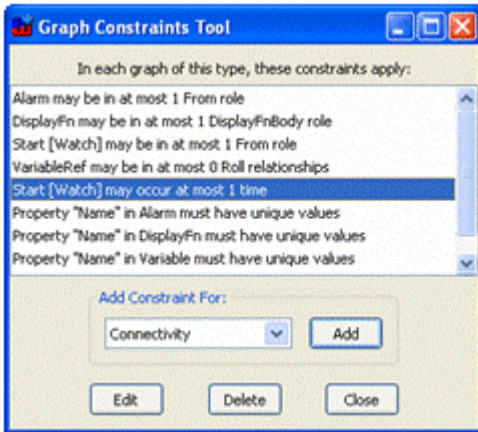 Graph Constraints Tool
In each graph of this type, these constraints apply:
Alarm may be in at most 1 From role
DisplayFn may be in at most 1 DisplayFnBody role
Start [Watch] may be in at most 1 From role
VariableRef may be in at most 0 Roll relationships
Start [Watch] may occur at most 1 time
Property "Name" in Alarm must have unique values
Property "Name" in DisplayFn must have unique values
Property "Name" in Variable must have unique values
Add Constraint For:
Connectivity Add
Edit Delete Close